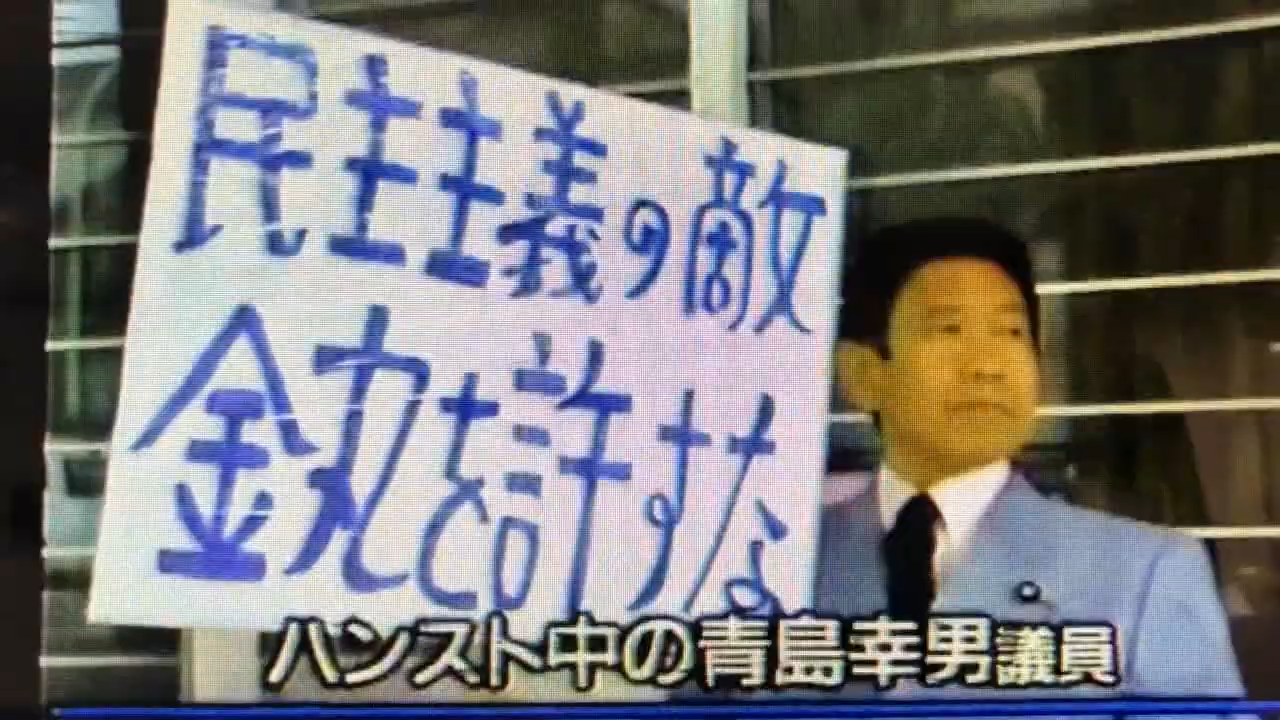 民主主義の敵
金丸を許すな
ハンスト中の青島幸男議員